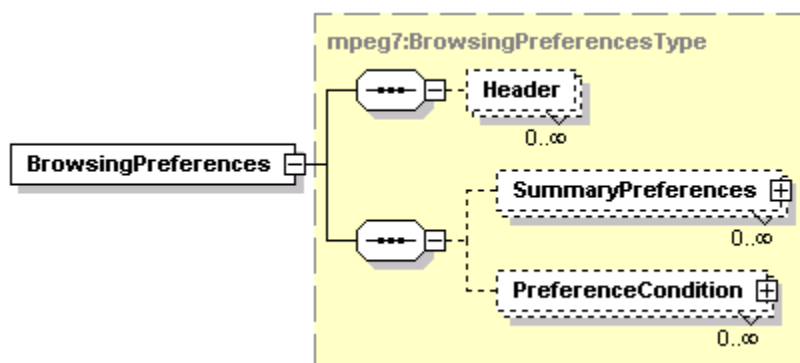 mpeg7:BrowsingPreferencesType
Header
0..∞
BrowsingPreferences
SummaryPreferences
0..∞
PreferenceCondition
0..∞